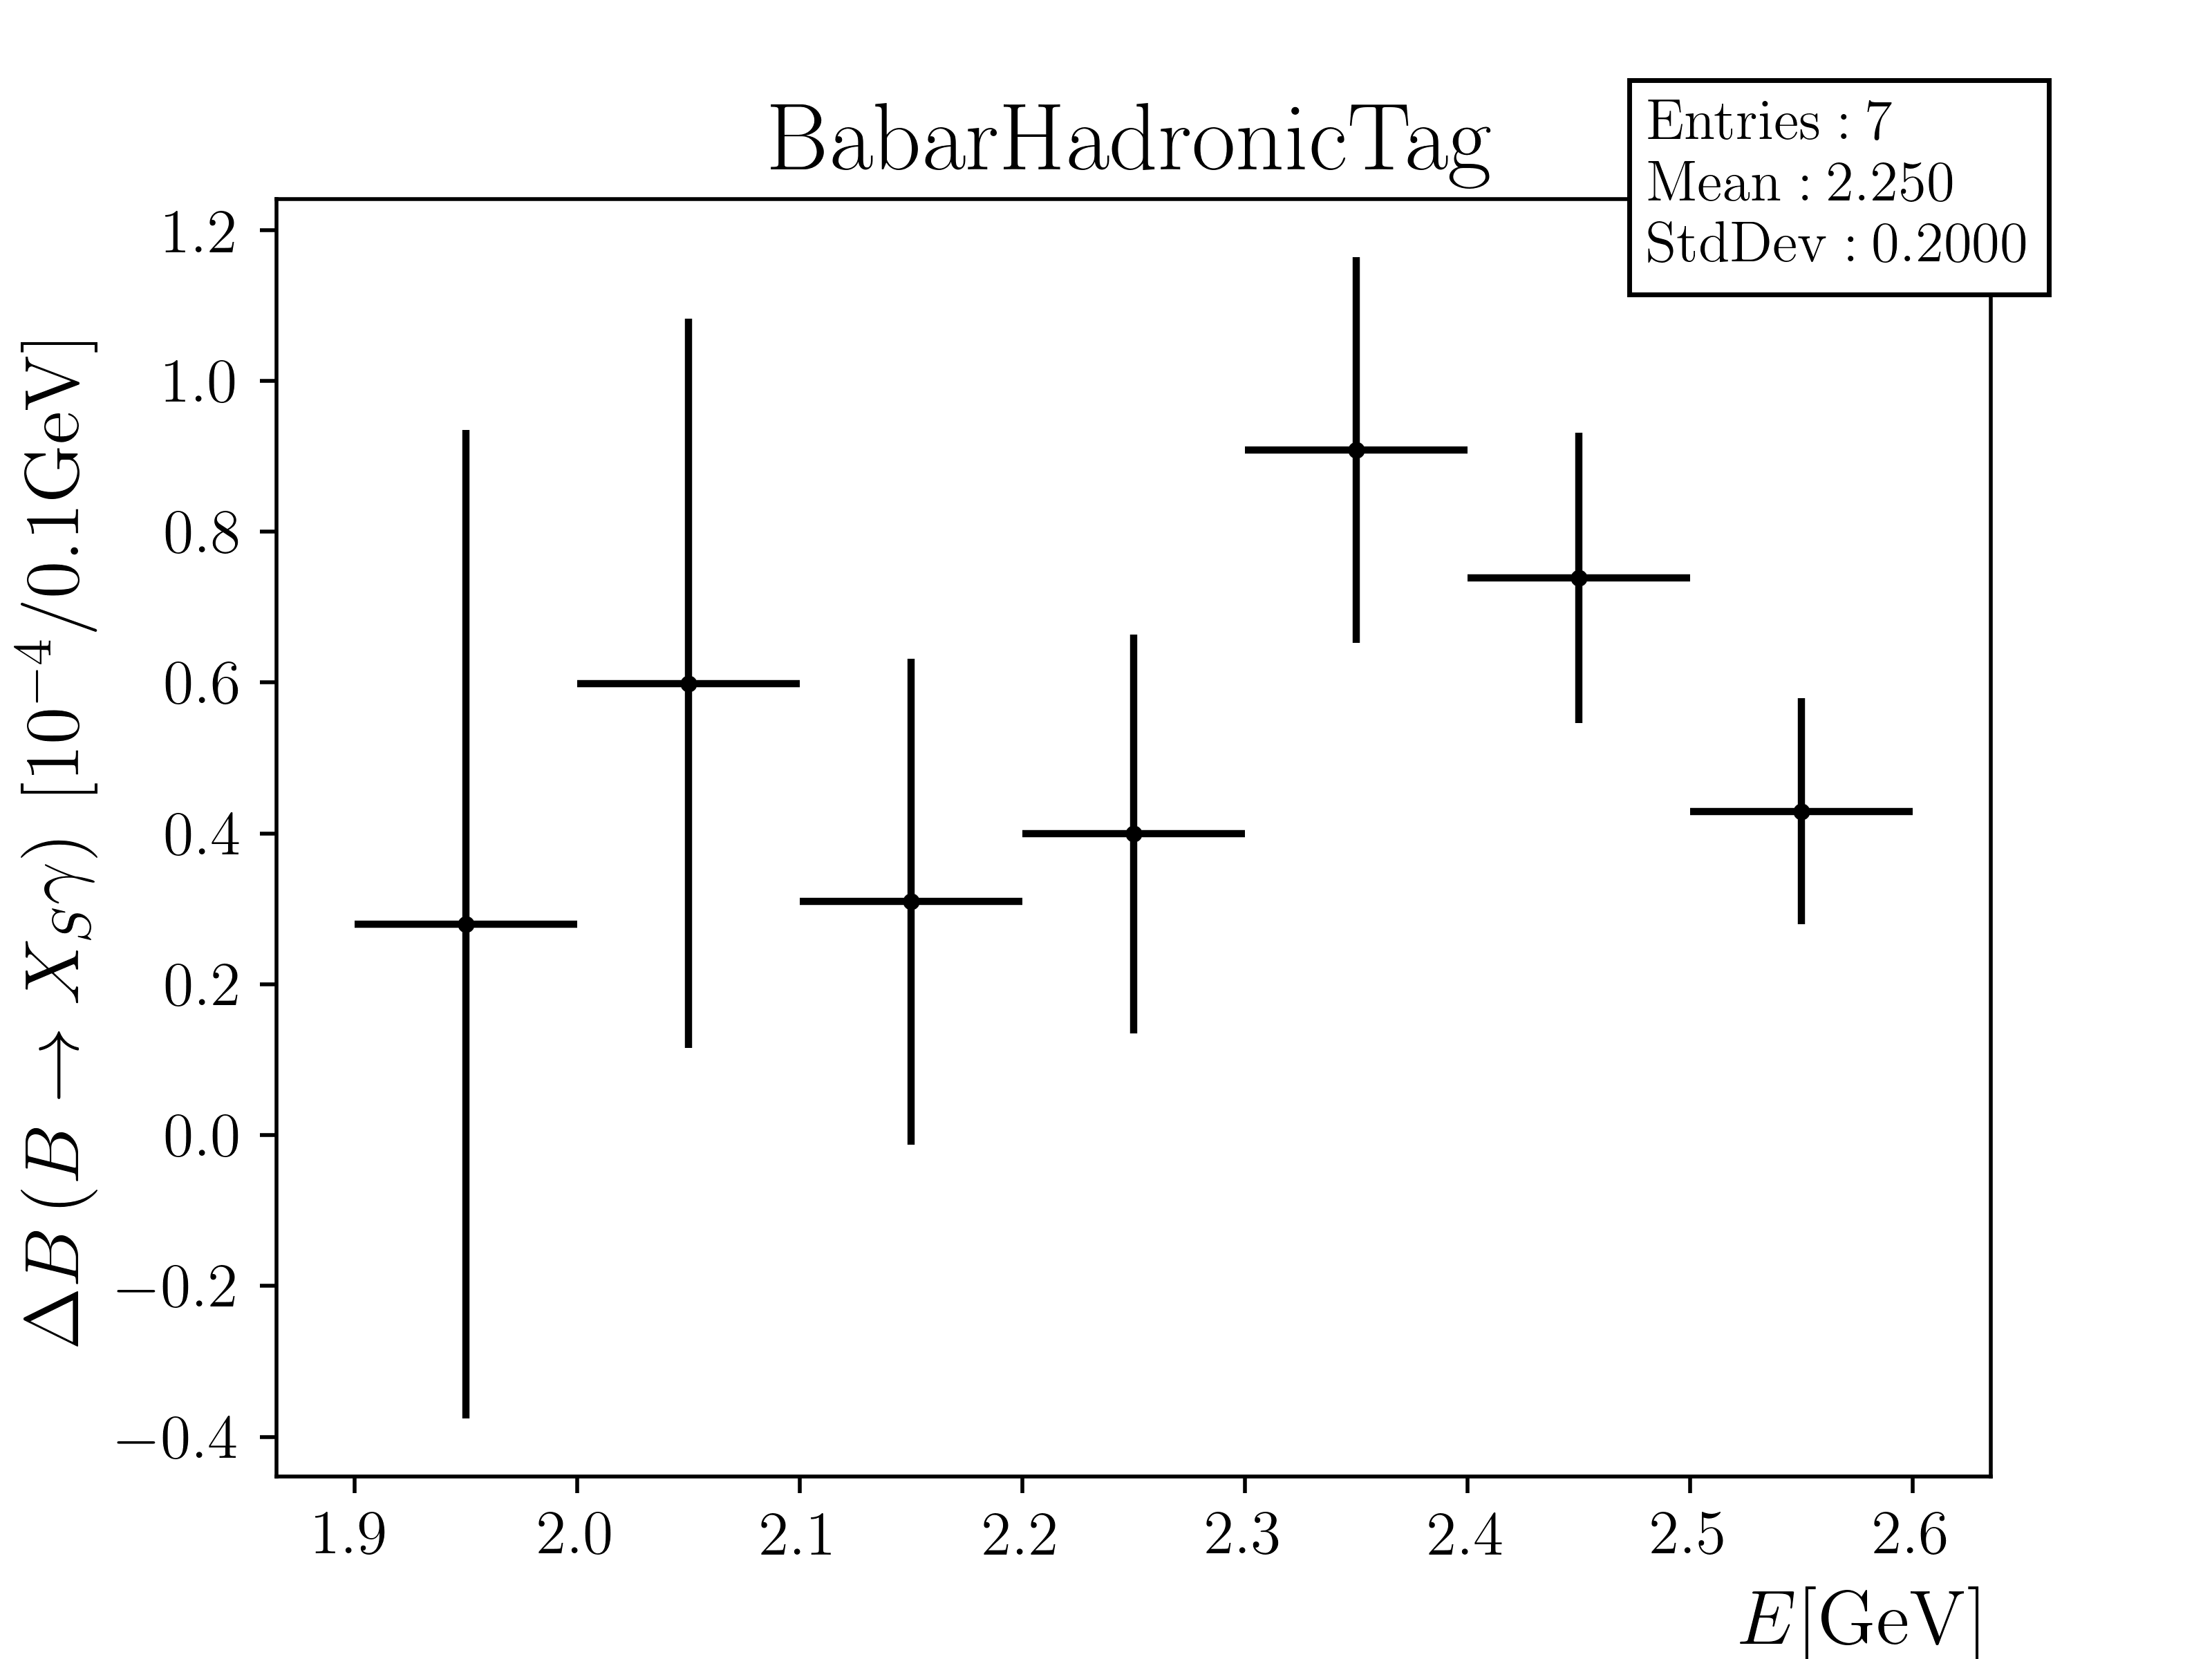 BabarHadronicTag
Entries : 7
Mean : 2.250
StdDev : 0.2000
ΔB (B → X_S γ) [10^{−4}/0.1GeV]
1.2
1.0
0.8
0.6
0.4
0.2
0.0
−0.2
−0.4
1.9 2.0 2.1 2.2 2.3 2.4 2.5 2.6
E[GeV]